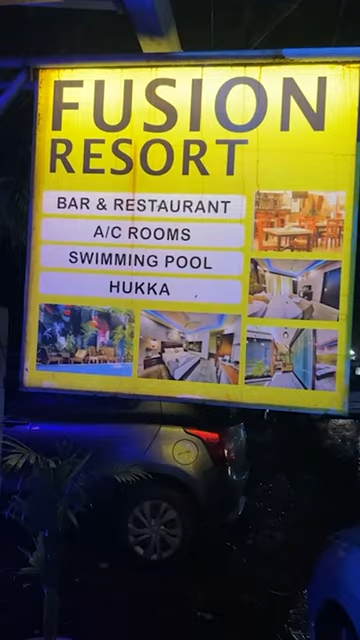 FUSION
RESORT
BAR & RESTAURANT
A/C ROOMS
SWIMMING POOL
HUKKA